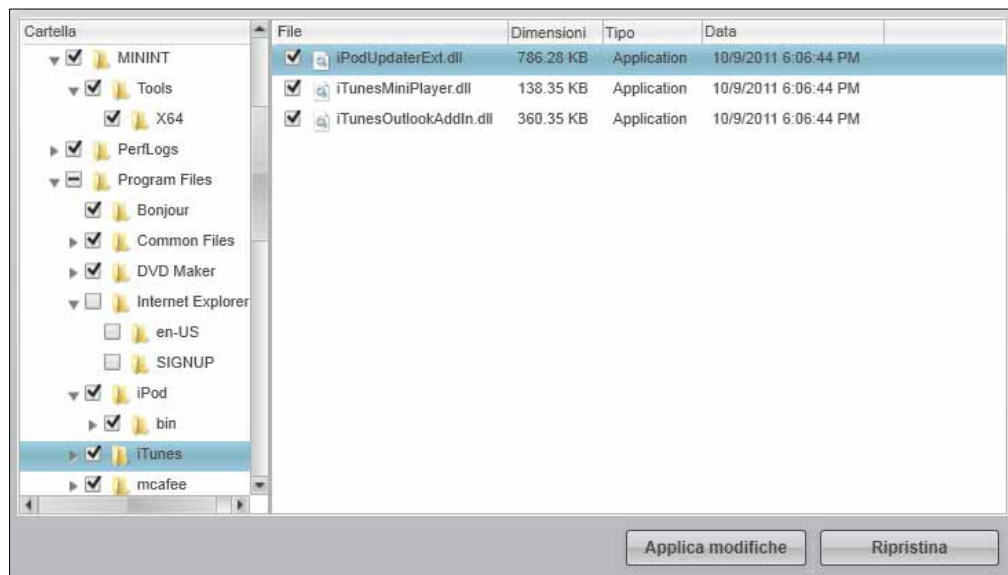 Cartella
MININT
Tools
X64
PerfLogs
Program Files
Bonjour
Common Files
DVD Maker
Internet Explorer
en-US
SIGNUP
iPod
bin
iTunes
mcafee
File Dimensioni Tipo Data
iPodUpdaterExt.dll 786.28 KB Application 10/9/2011 6:06:44 PM
iTunesMiniPlayer.dll 138.35 KB Application 10/9/2011 6:06:44 PM
iTunesOutlookAddIn.dll 360.35 KB Application 10/9/2011 6:06:44 PM
Applica modifiche Ripristina